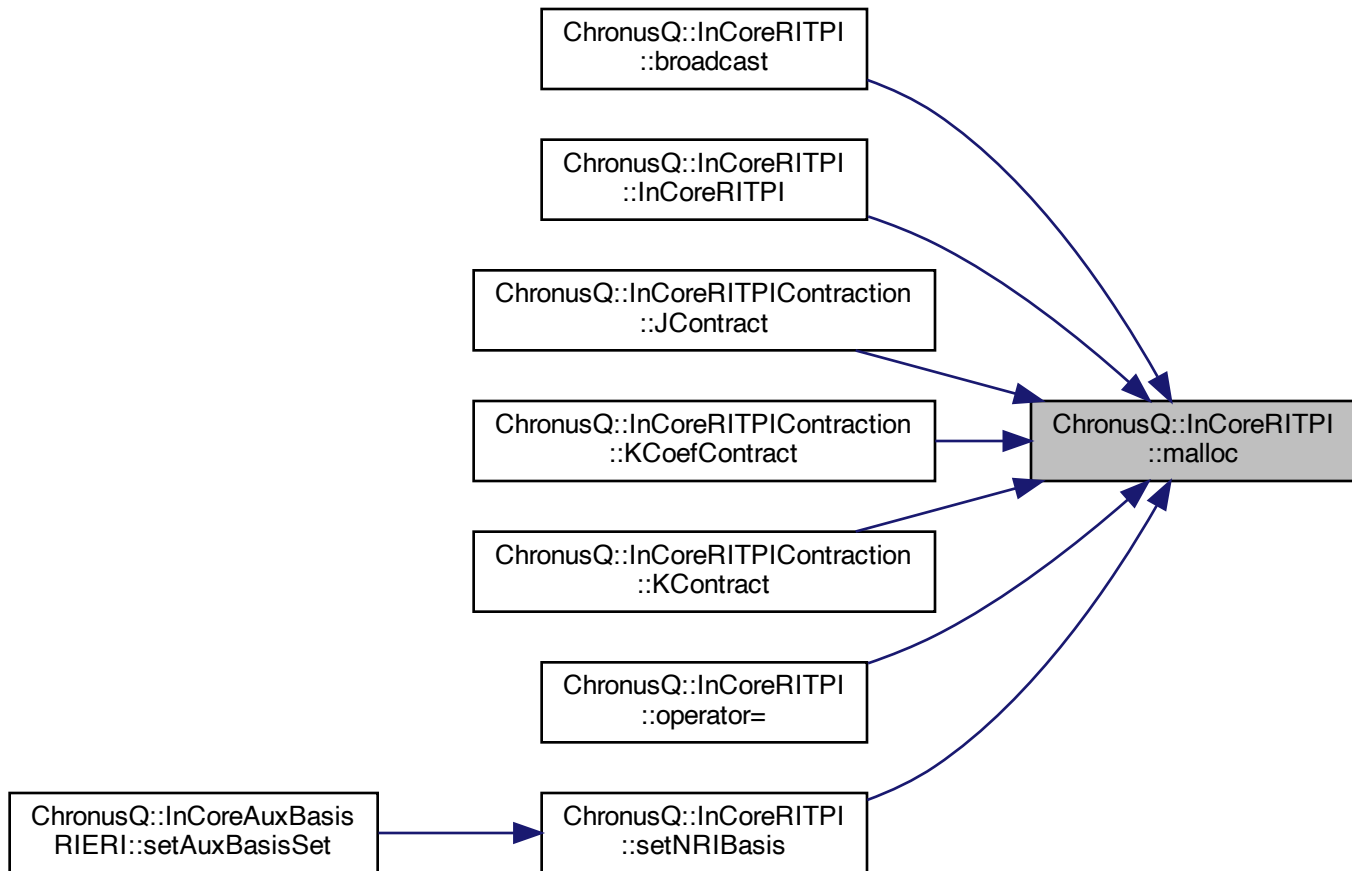 ChronusQ::InCoreRITPI
::broadcast
ChronusQ::InCoreRITPI
::InCoreRITPI
ChronusQ::InCoreRITPIContraction
::JContract
ChronusQ::InCoreRITPIContraction
::KCoefContract
ChronusQ::InCoreRITPI
::malloc
ChronusQ::InCoreRITPIContraction
::KContract
ChronusQ::InCoreRITPI
::operator=
ChronusQ::InCoreAuxBasis
RIERI::setAuxBasisSet
ChronusQ::InCoreRITPI
::setNRIBasis